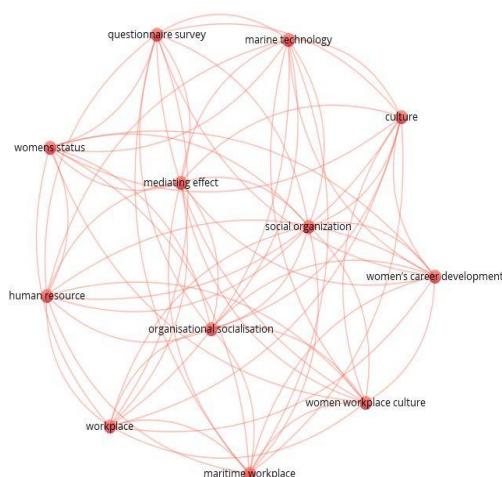 questionnaire survey
marine technology
culture
womens status
mediating effect
social organization
women's career development
human resource
organisational socialisation
women workplace culture
workplace
maritime workplace